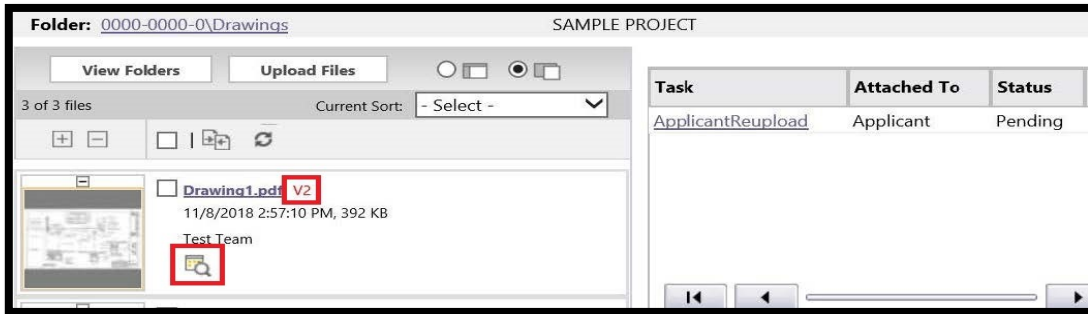 Folder: 0000-0000-0\Drawings SAMPLE PROJECT
View Folders Upload Files
3 of 3 files Current Sort: - Select -
Drawing1.pdf V2
11/8/2018 2:57:10 PM, 392 KB
Test Team
Task Attached To Status
ApplicantReupload Applicant Pending